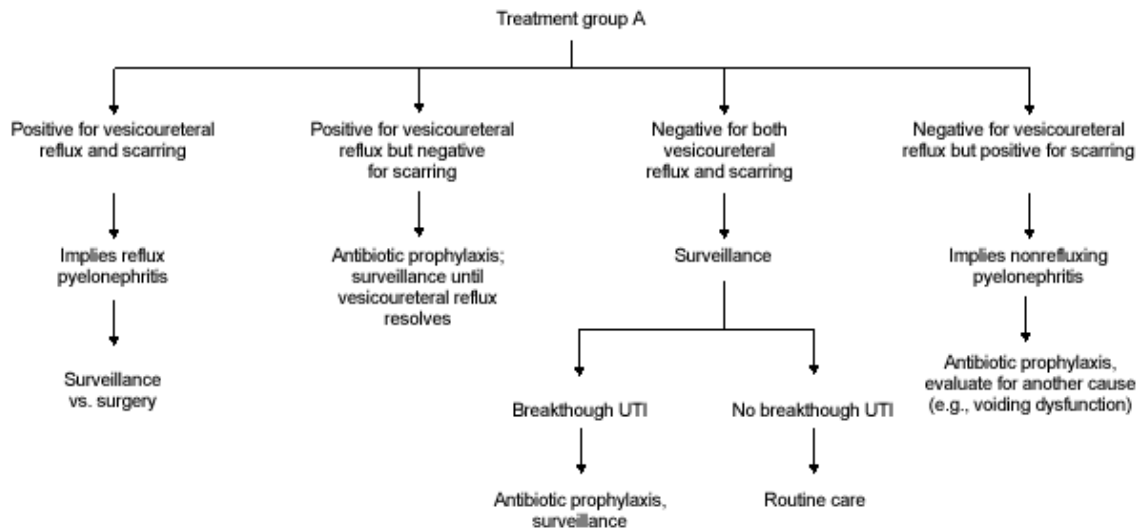 Treatment group A
Positive for vesicoureteral
reflux and scarring
Positive for vesicoureteral
reflux but negative
for scarring
Negative for both
vesicoureteral
reflux and scarring
Negative for vesicoureteral
reflux but positive for scarring
Implies reflux
pyelonephritis
Antibiotic prophylaxis;
surveillance until
vesicoureteral reflux
resolves
Surveillance
Implies nonrefluxing
pyelonephritis
Surveillance
vs. surgery
Breakthough UTI
No breakthough UTI
Antibiotic prophylaxis,
evaluate for another cause
(e.g., voiding dysfunction)
Antibiotic prophylaxis,
surveillance
Routine care